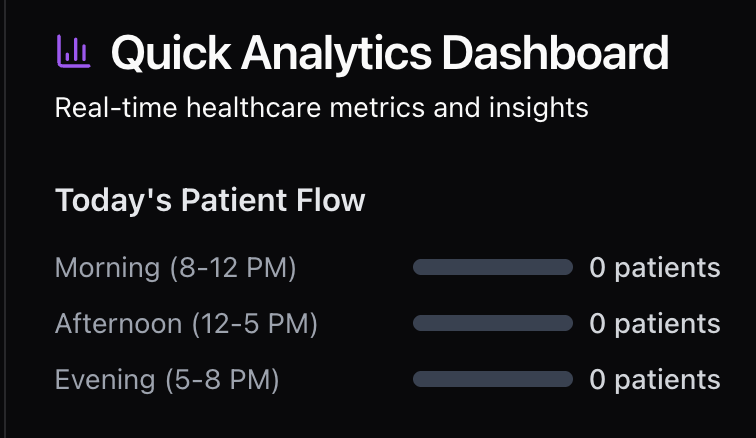 Quick Analytics Dashboard
Real-time healthcare metrics and insights
Today's Patient Flow
Morning (8-12 PM) 0 patients
Afternoon (12-5 PM) 0 patients
Evening (5-8 PM) 0 patients